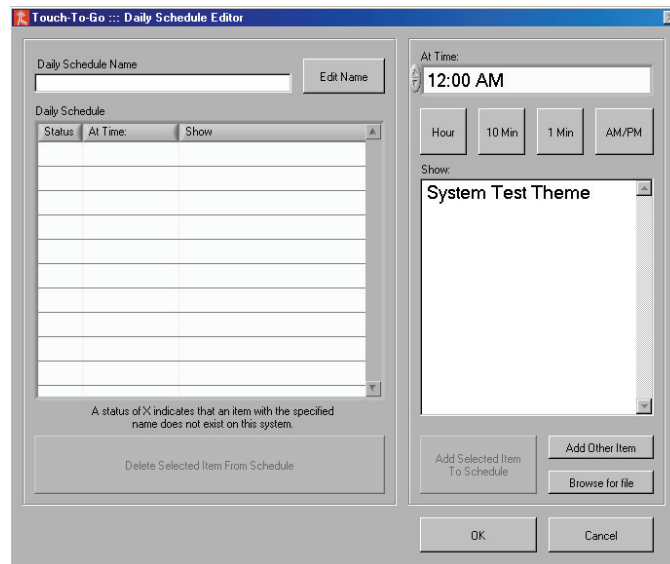 Touch-To-Go ::: Daily Schedule Editor
Daily Schedule Name
Edit Name
Daily Schedule
Status At Time: Show
A status of X indicates that an item with the specified
name does not exist on this system.
Delete Selected Item From Schedule
At Time:
12:00 AM
Hour 10 Min 1 Min AM/PM
Show:
System Test Theme
Add Selected Item
To Schedule
Add Other Item
Browse for file
OK Cancel